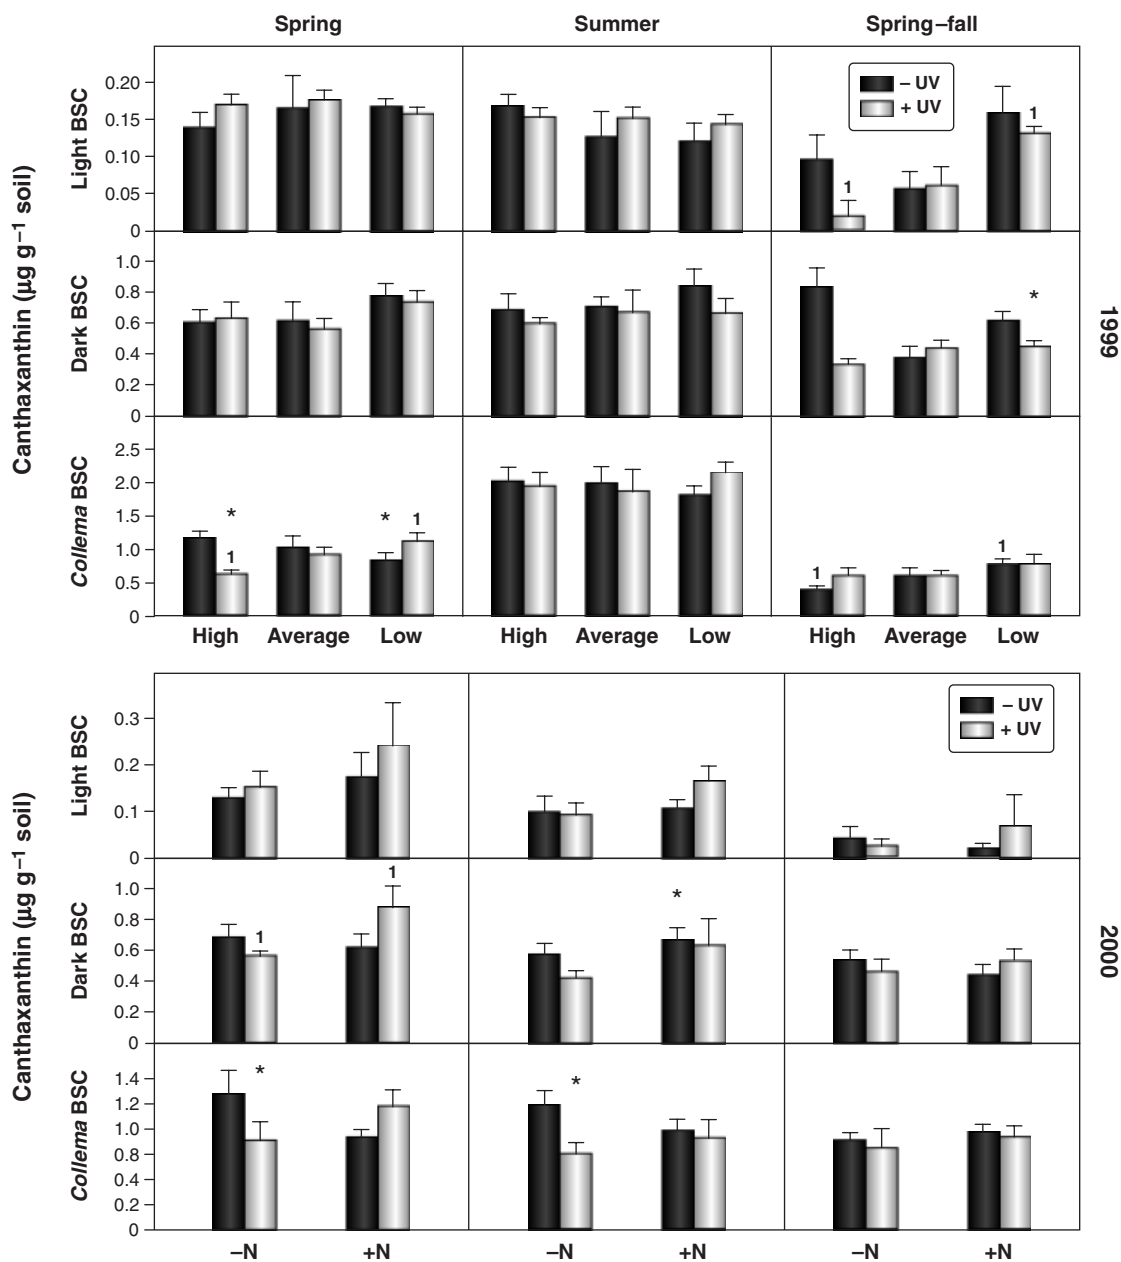 Spring Summer Spring–fall
Canthaxanthin (µg g–1 soil)
1999
Light BSC
0.20
0.15
0.10
0.05
0
– UV
+ UV
1
1
Dark BSC
1.0
0.8
0.6
0.4
0.2
0
*
Collema BSC
2.5
2.0
1.5
1.0
0.5
0
* * 1
1
1
1
High Average Low High Average Low High Average Low
Canthaxanthin (µg g–1 soil)
2000
Light BSC
0.3
0.2
0.1
0
– UV
+ UV
Dark BSC
1.0
0.8
0.6
0.4
0.2
0
1
1
*
Collema BSC
1.4
1.2
1.0
0.8
0.4
0.2
0
*
*
–N +N –N +N –N +N